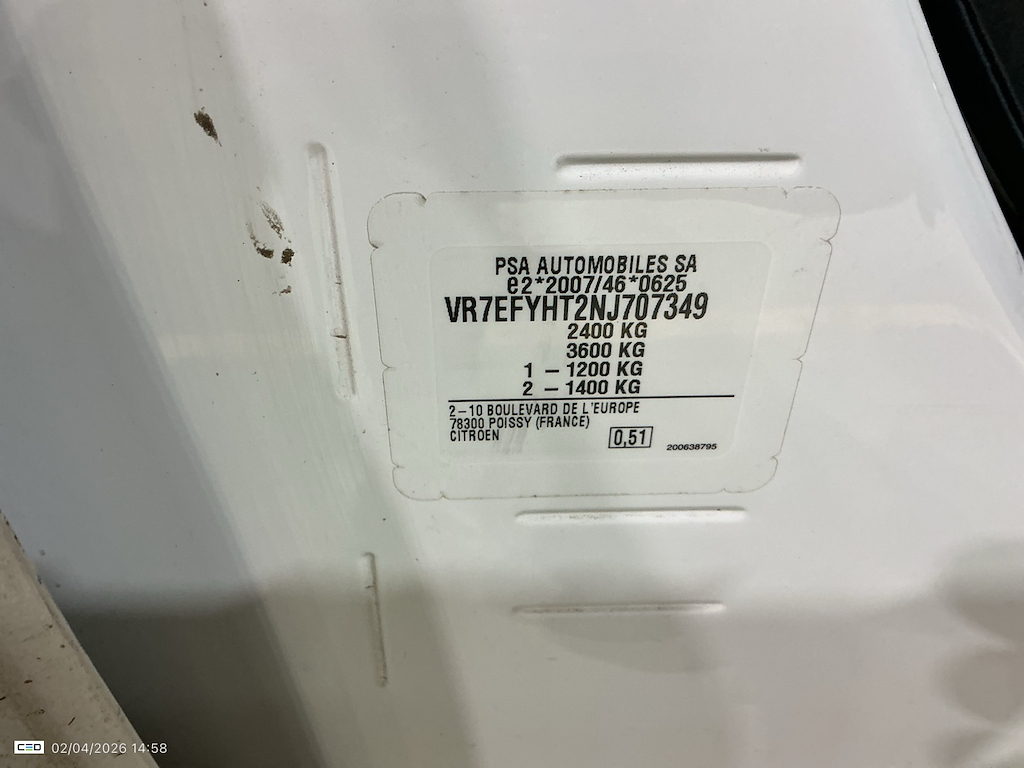 PSA AUTOMOBILES SA
e2*2007/46*0625
VR7EFYHT2NJ707349
2400 KG
3600 KG
1 – 1200 KG
2 – 1400 KG
2–10 BOULEVARD DE L'EUROPE
78300 POISSY (FRANCE)
CITROEN
0,51
200638795
CEO 02/04/2026 14:58